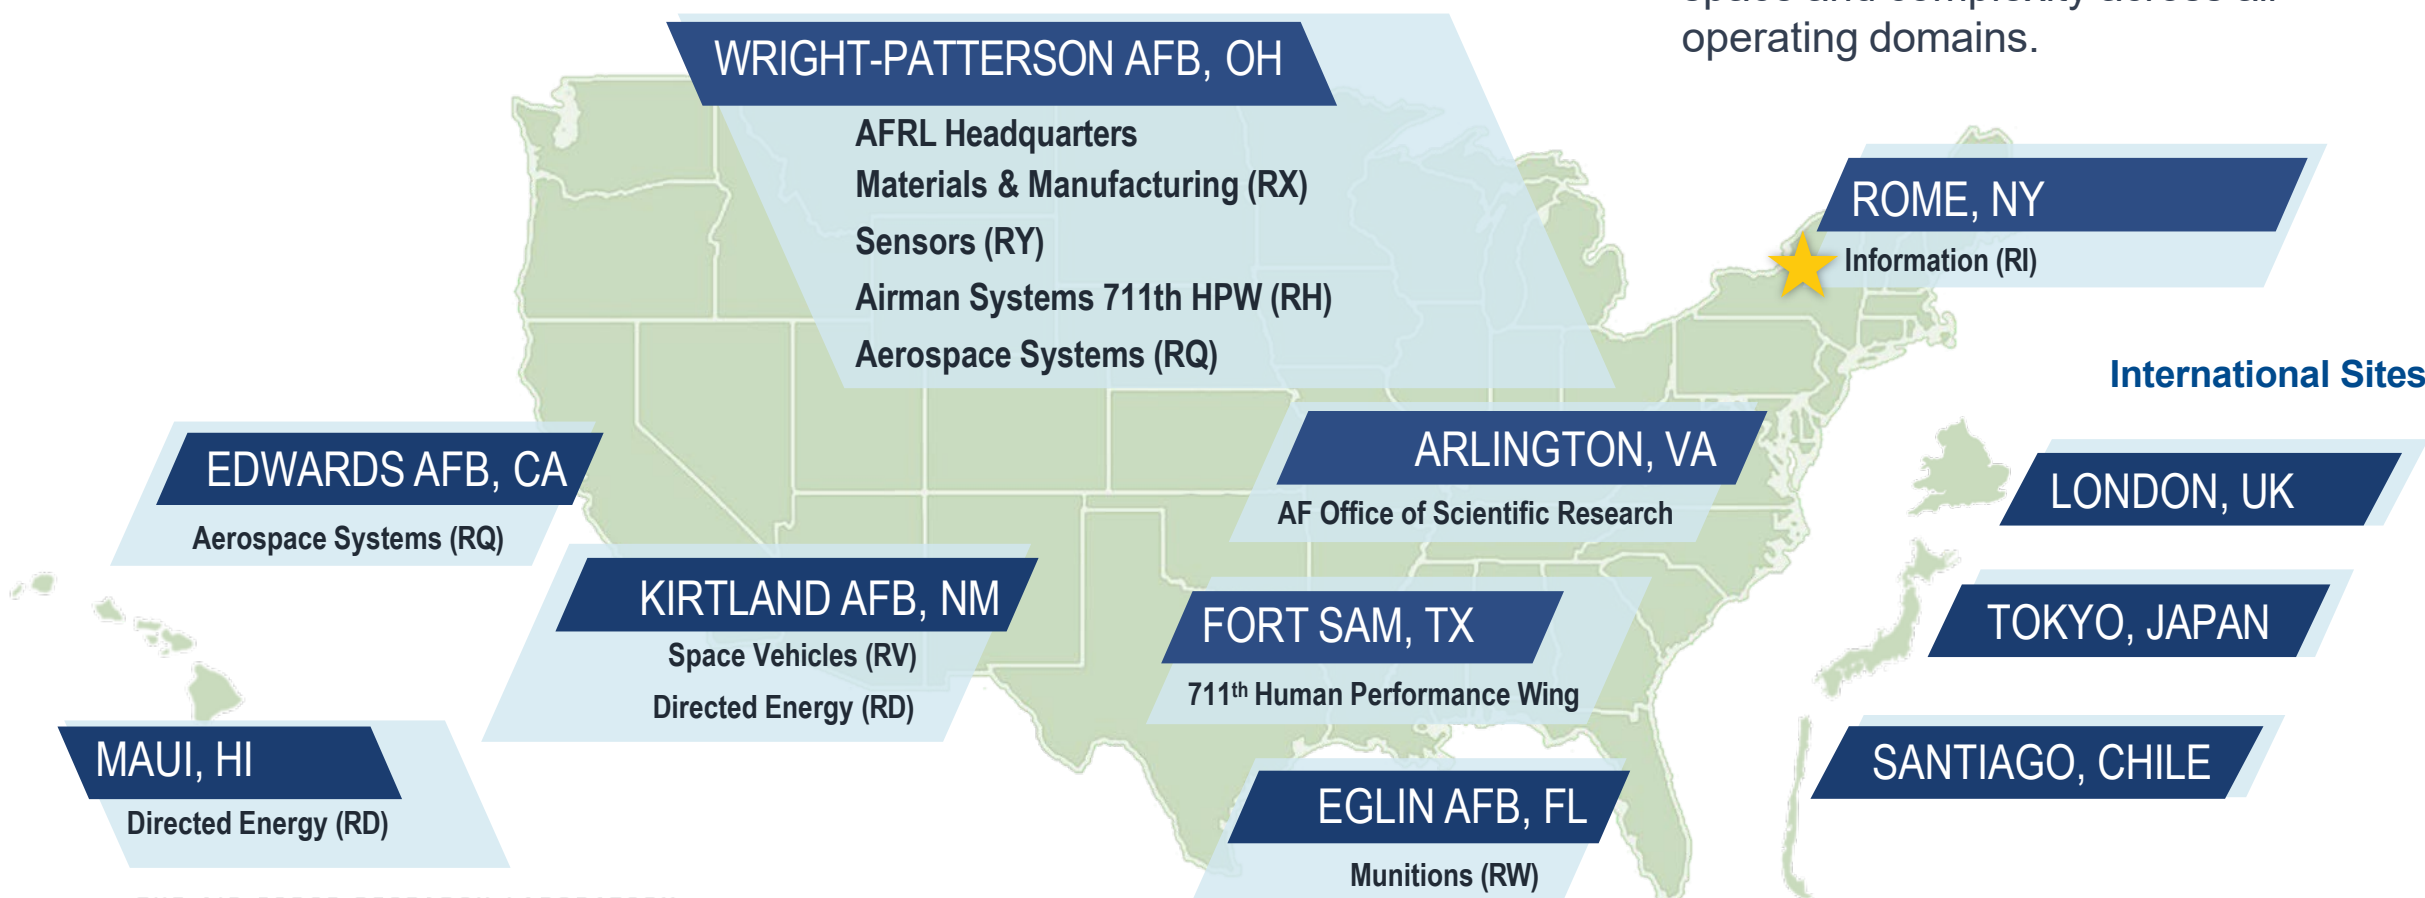 operating domains.
WRIGHT-PATTERSON AFB, OH
AFRL Headquarters
Materials & Manufacturing (RX)
Sensors (RY)
Airman Systems 711th HPW (RH)
Aerospace Systems (RQ)
ROME, NY
Information (RI)
International Sites
EDWARDS AFB, CA
Aerospace Systems (RQ)
ARLINGTON, VA
AF Office of Scientific Research
LONDON, UK
KIRTLAND AFB, NM
Space Vehicles (RV)
Directed Energy (RD)
FORT SAM, TX
711th Human Performance Wing
TOKYO, JAPAN
MAUI, HI
Directed Energy (RD)
EGLIN AFB, FL
Munitions (RW)
SANTIAGO, CHILE